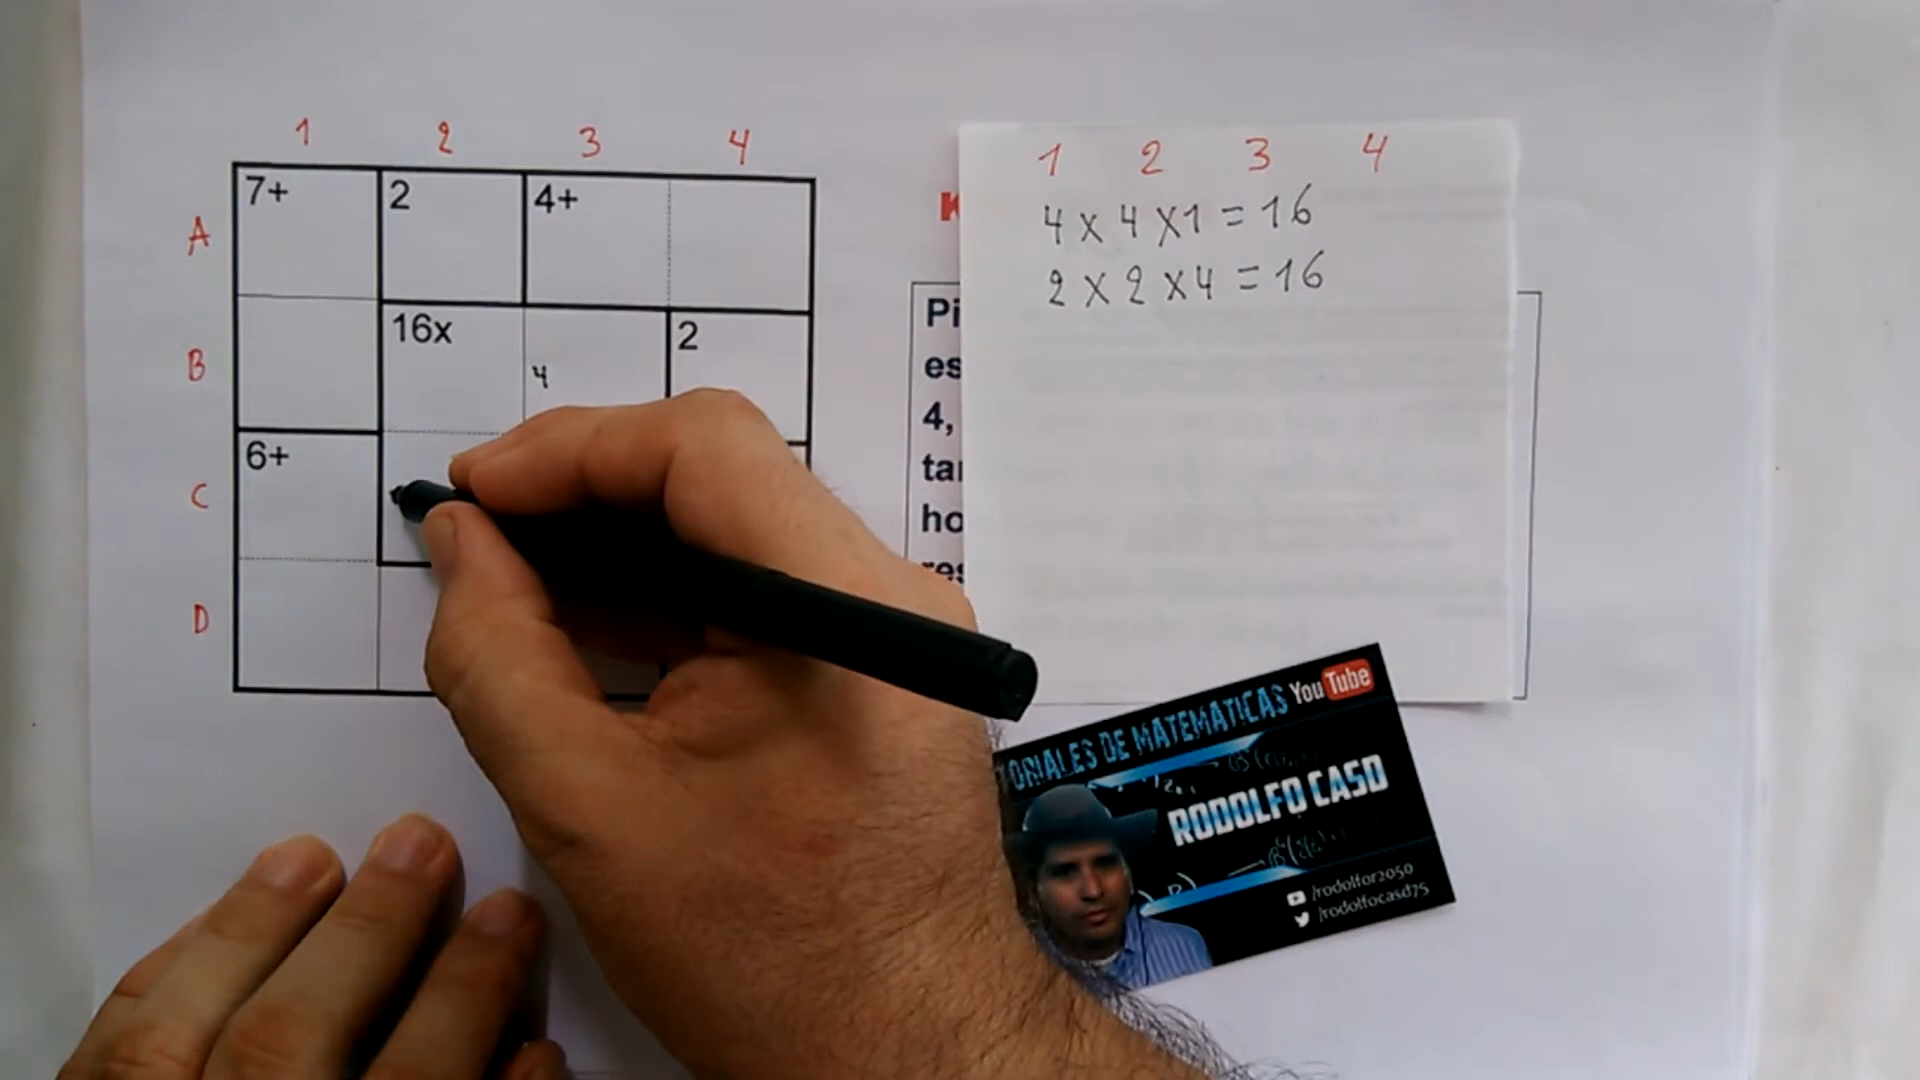 1 2 3 4
A 7+ 2 4+
B 16x 4 2
C 6+
D
1 2 3 4
4 x 4 x 1 = 16
2 x 2 x 4 = 16
K
Pi
es
4,
ta
ho
res
ORIALES DE MATEMATICAS YouTube
RODOLFO CASD
/rodolfor2050
/rodolfocasd75